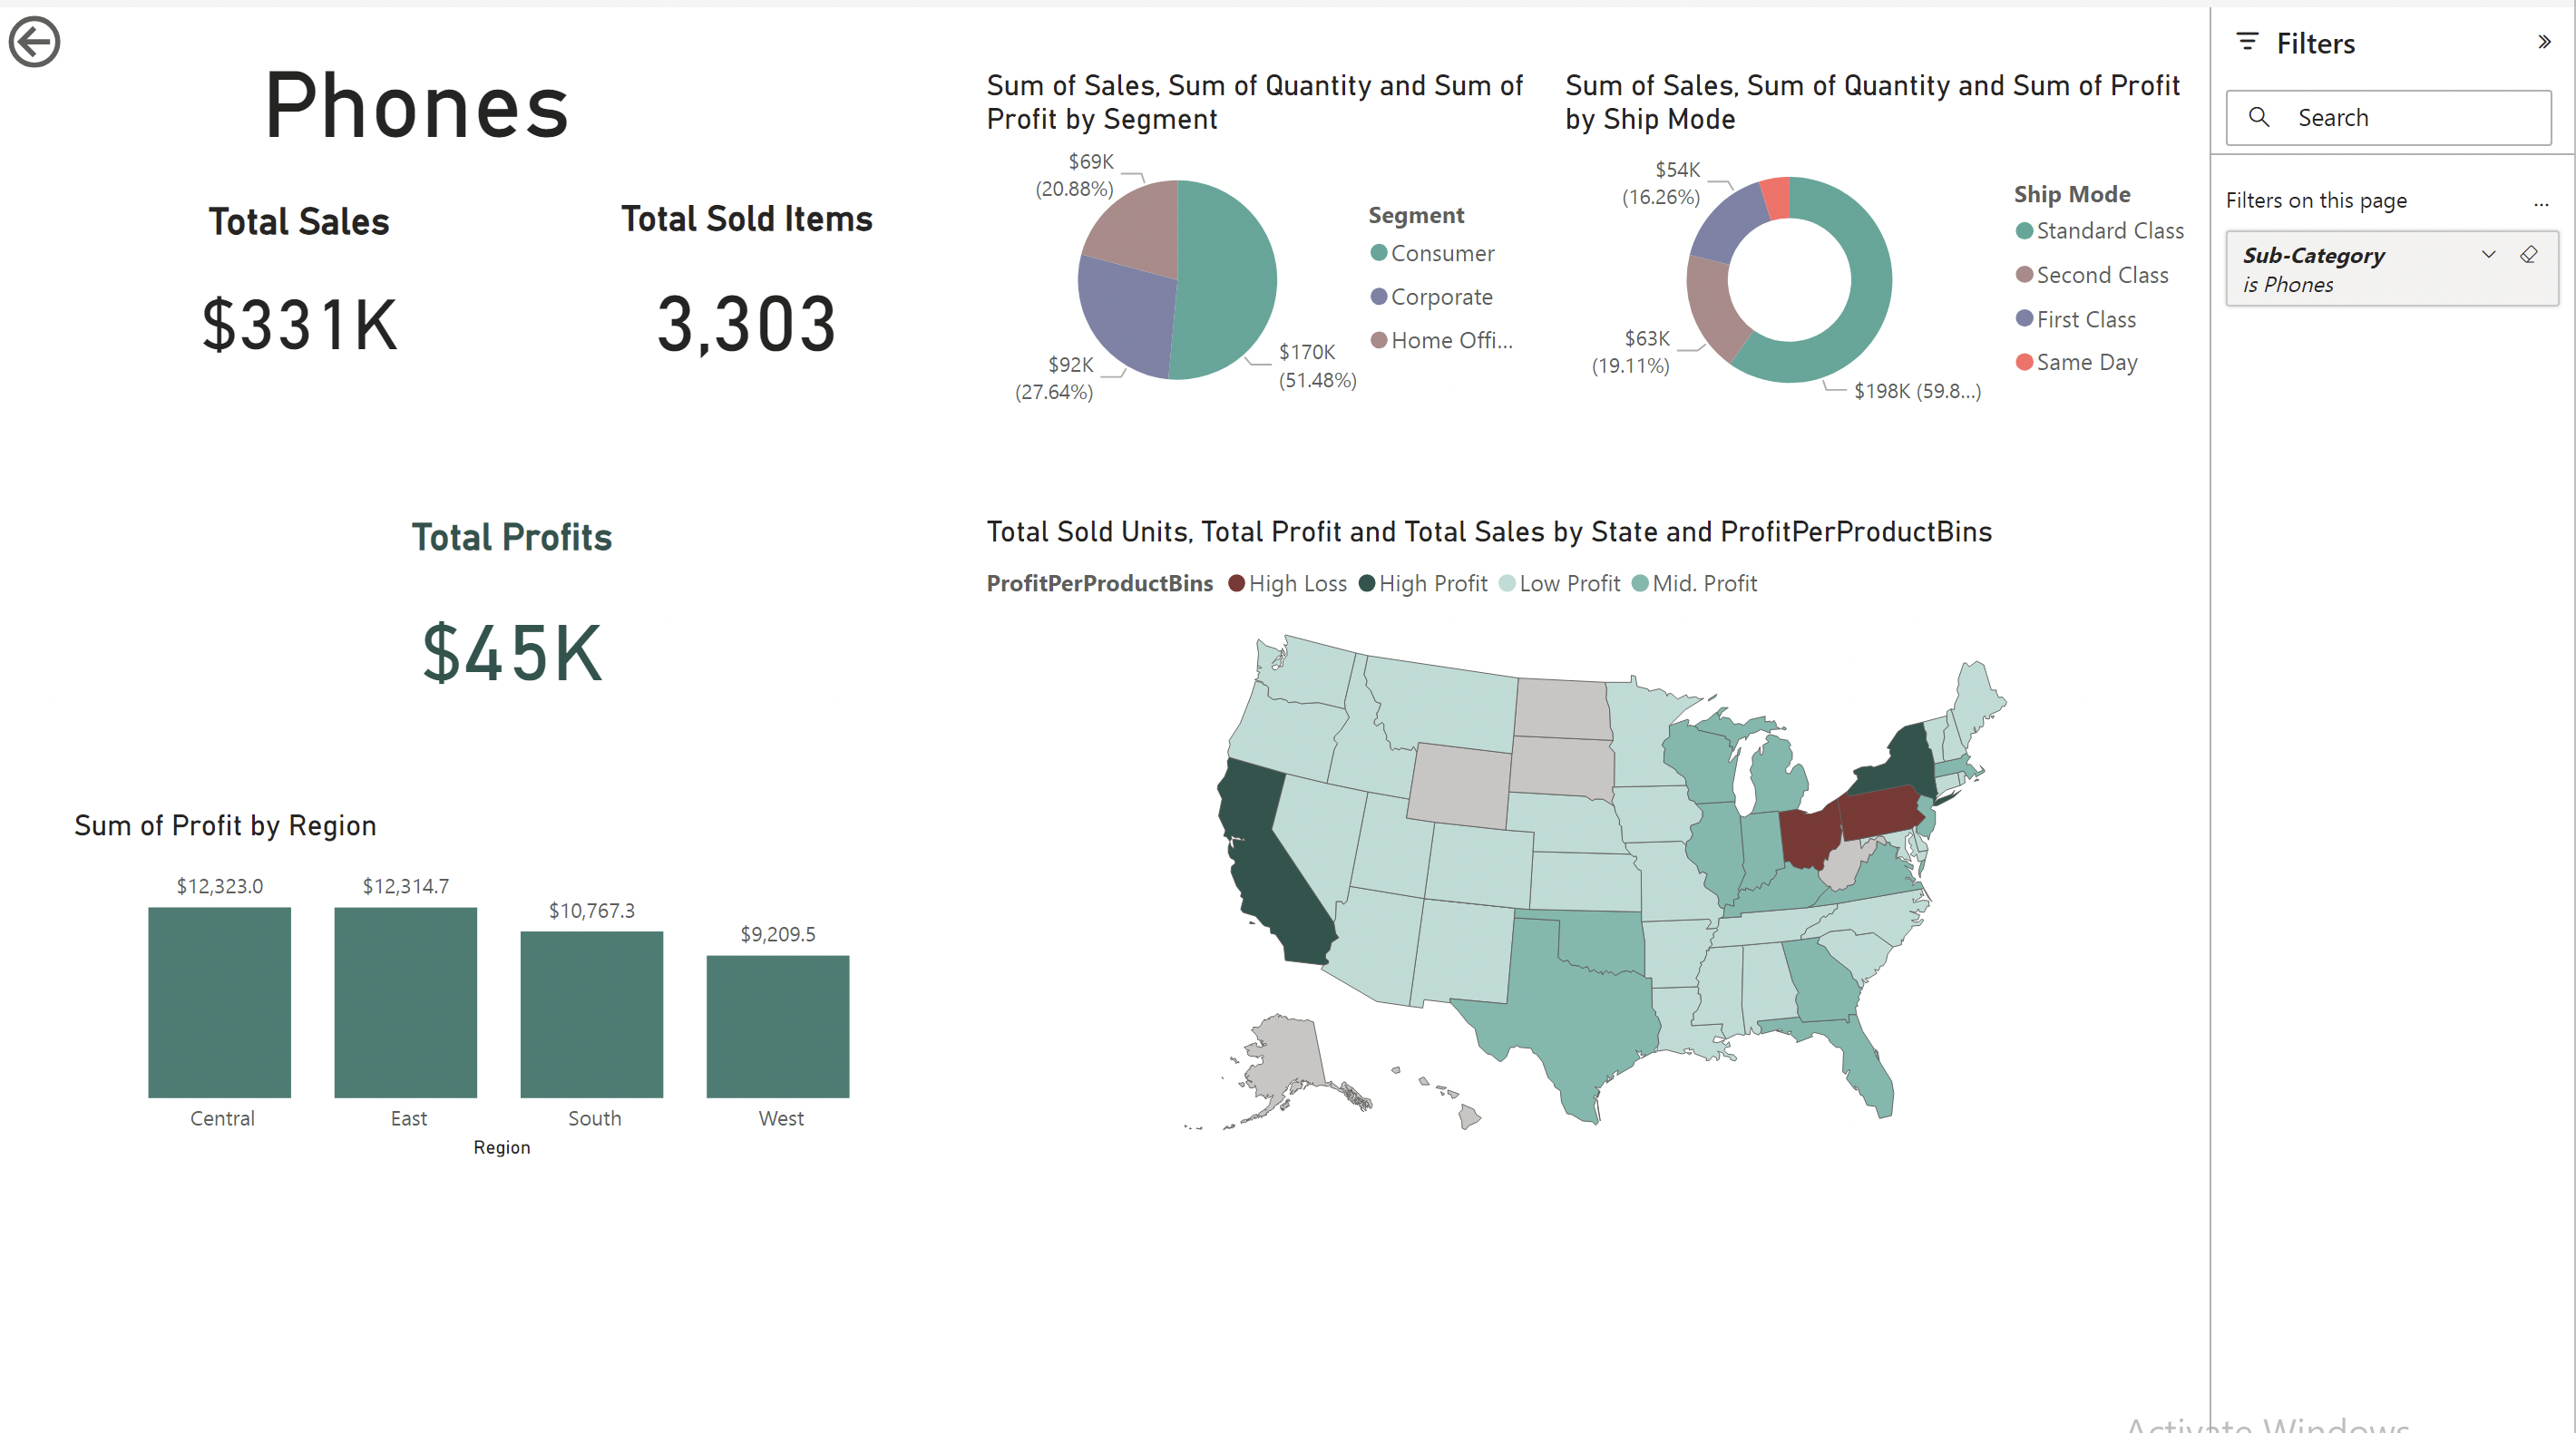 Phones
Total Sales
$331K
Total Sold Items
3,303
Total Profits
$45K
Sum of Profit by Region
$12,323.0
$12,314.7
$10,767.3
$9,209.5
Central
East
South
West
Region
Sum of Sales, Sum of Quantity and Sum of
Profit by Segment
$69K
(20.88%)
$92K
(27.64%)
$170K
(51.48%)
Segment
Consumer
Corporate
Home Offi...
Sum of Sales, Sum of Quantity and Sum of Profit
by Ship Mode
$54K
(16.26%)
$63K
(19.11%)
$198K (59.8...)
Ship Mode
Standard Class
Second Class
First Class
Same Day
Total Sold Units, Total Profit and Total Sales by State and ProfitPerProductBins
ProfitPerProductBins High Loss High Profit Low Profit Mid. Profit
Filters
Search
Filters on this page
...
Sub-Category
is Phones
Activate Windows